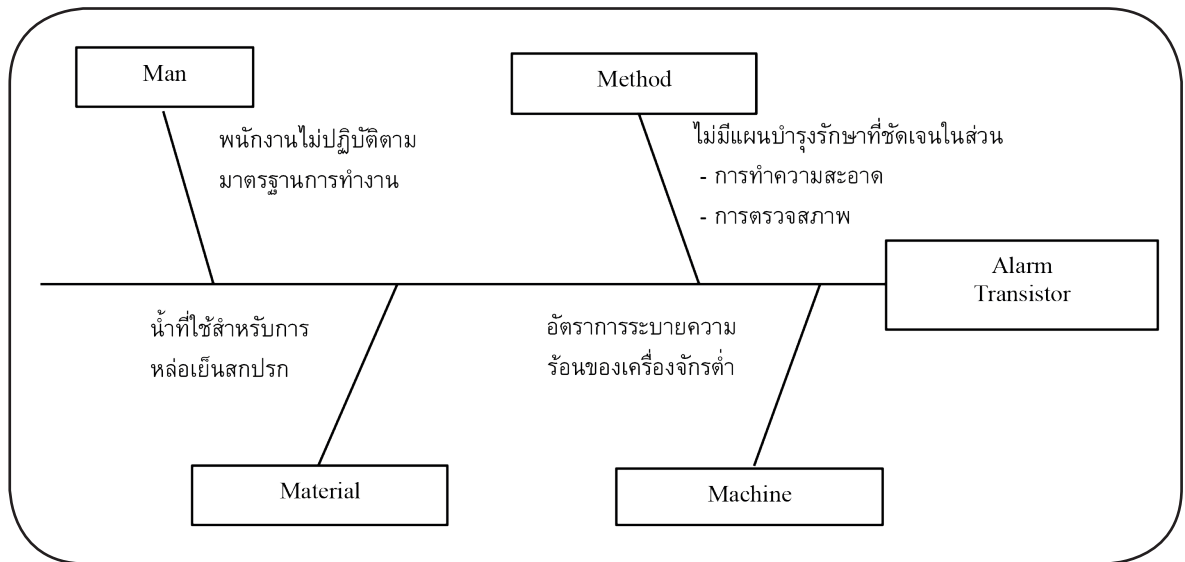 Man
Method
พนักงานไม่ปฏิบัติตาม
มาตรฐานการทำงาน
ไม่มีแผนบำรุงรักษาที่ชัดเจนในส่วน
- การทำความสะอาด
- การตรวจสภาพ
Alarm
Transistor
น้ำที่ใช้สำหรับการ
หล่อเย็นสกปรก
อัตราการระบายความ
ร้อนของเครื่องจักรต่ำ
Material
Machine